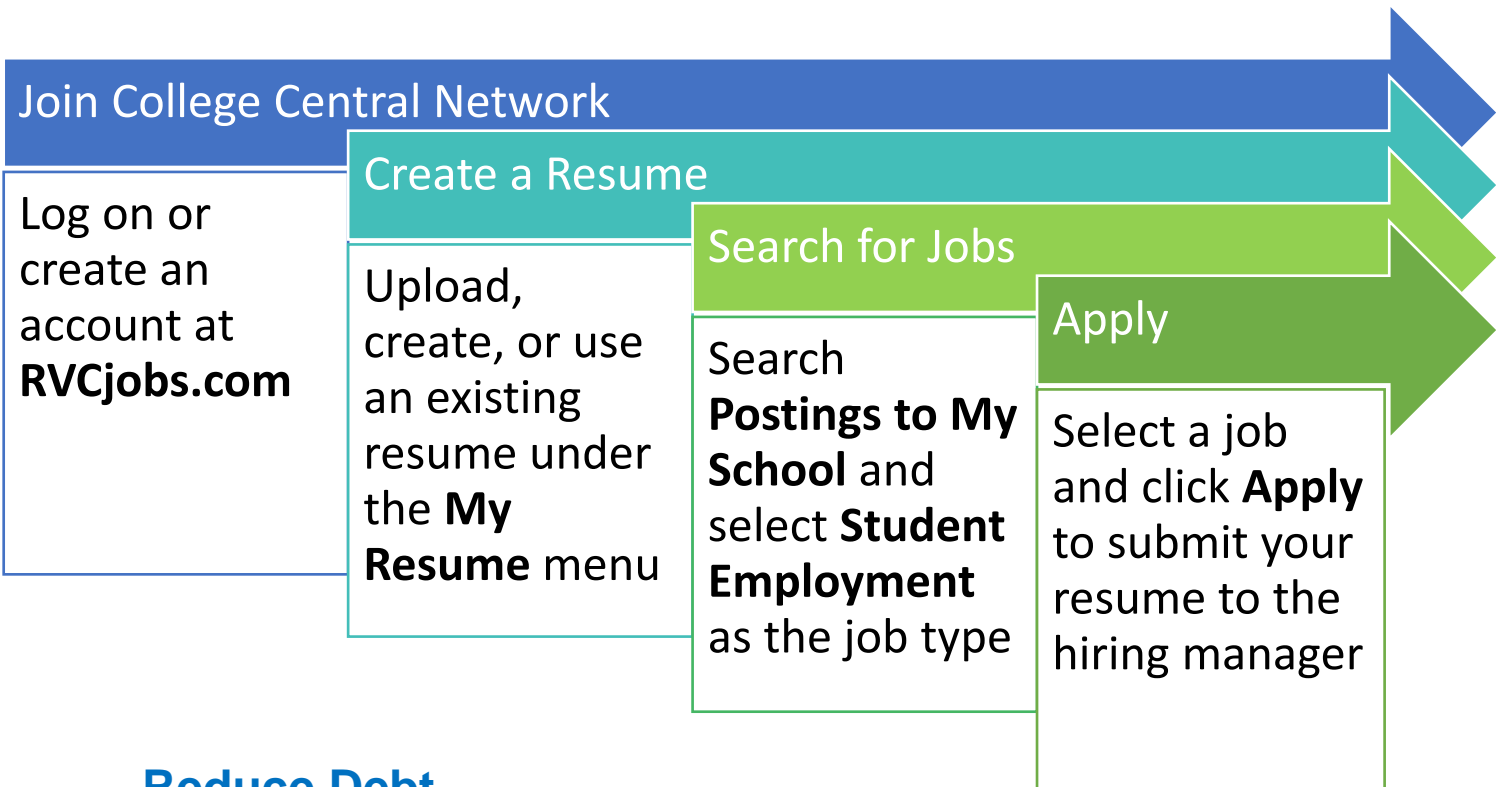 Join College Central Network
Log on or
create an
account at
RVCjobs.com
Create a Resume
Upload,
create, or use
an existing
resume under
the My
Resume menu
Search for Jobs
Search
Postings to My
School and
select Student
Employment
as the job type
Apply
Select a job
and click Apply
to submit your
resume to the
hiring manager
Reduce Debt